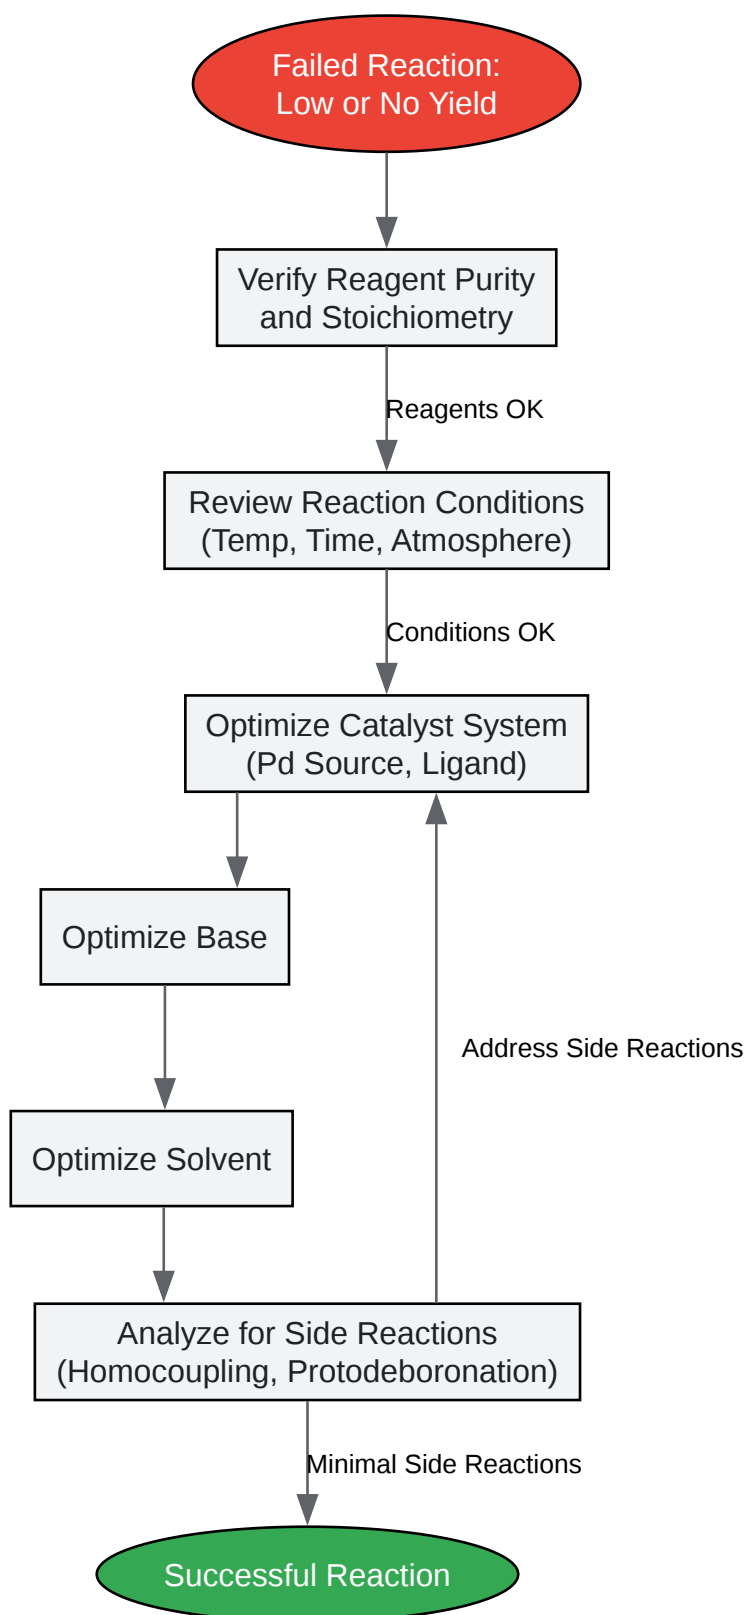 Failed Reaction:
Low or No Yield
Verify Reagent Purity
and Stoichiometry
Reagents OK
Review Reaction Conditions
(Temp, Time, Atmosphere)
Conditions OK
Optimize Catalyst System
(Pd Source, Ligand)
Optimize Base
Address Side Reactions
Optimize Solvent
Analyze for Side Reactions
(Homocoupling, Protodeboronation)
Minimal Side Reactions
Successful Reaction